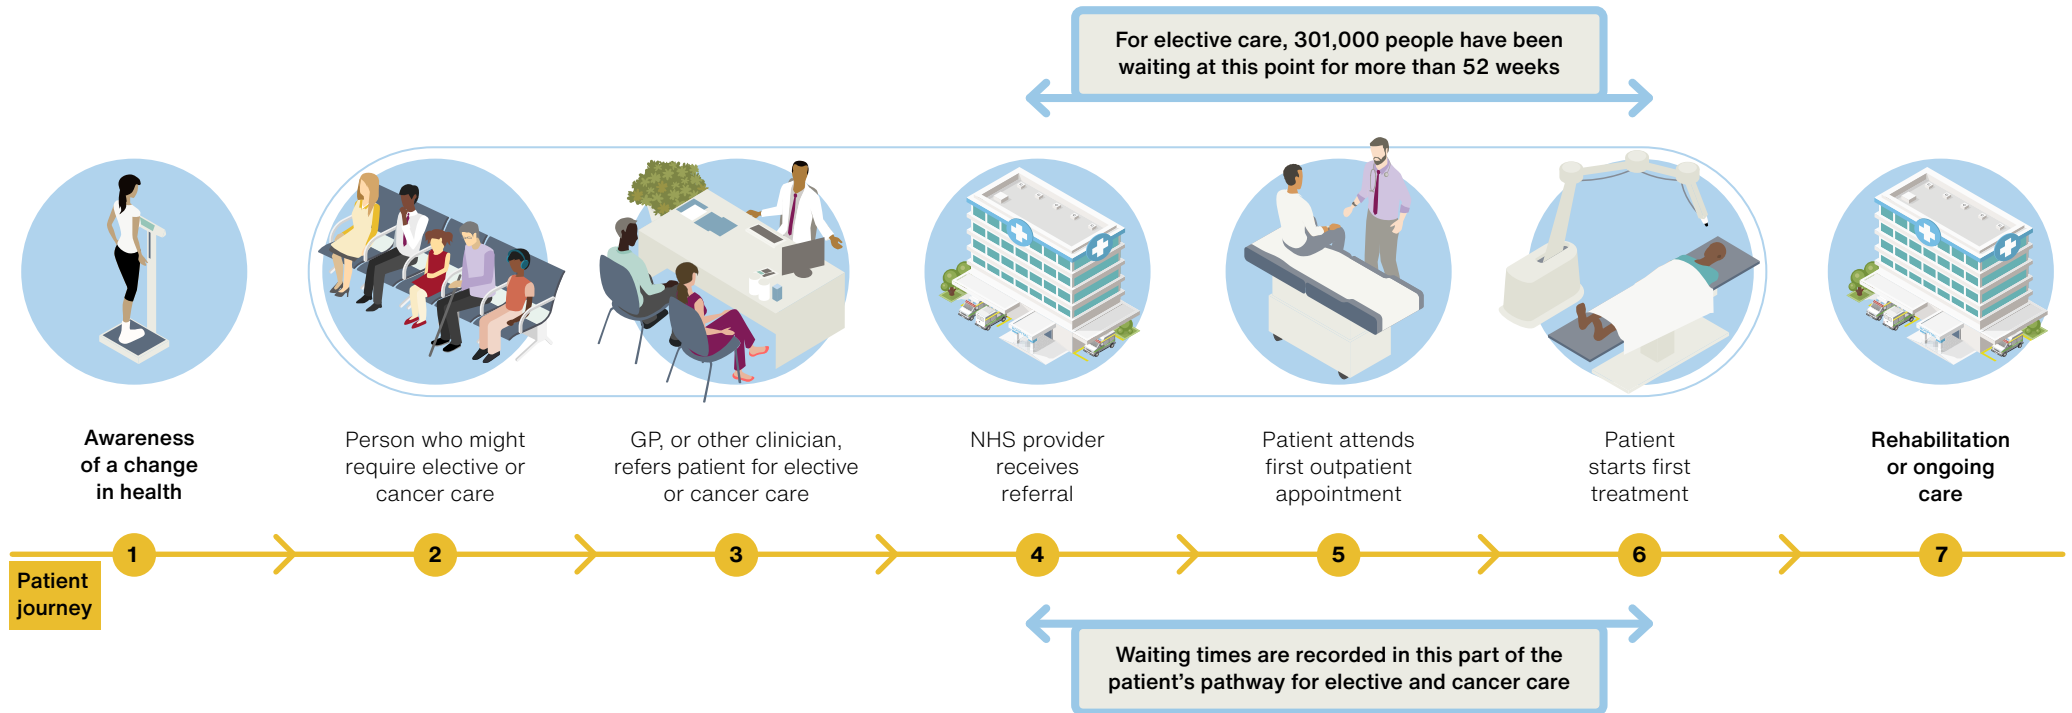 For elective care, 301,000 people have been
waiting at this point for more than 52 weeks
Awareness
of a change
in health
Person who might
require elective or
cancer care
GP, or other clinician,
refers patient for elective
or cancer care
NHS provider
receives
referral
Patient attends
first outpatient
appointment
Patient
starts first
treatment
Rehabilitation
or ongoing
care
1
2
3
4
5
6
7
Patient
journey
Waiting times are recorded in this part of the
patient's pathway for elective and cancer care